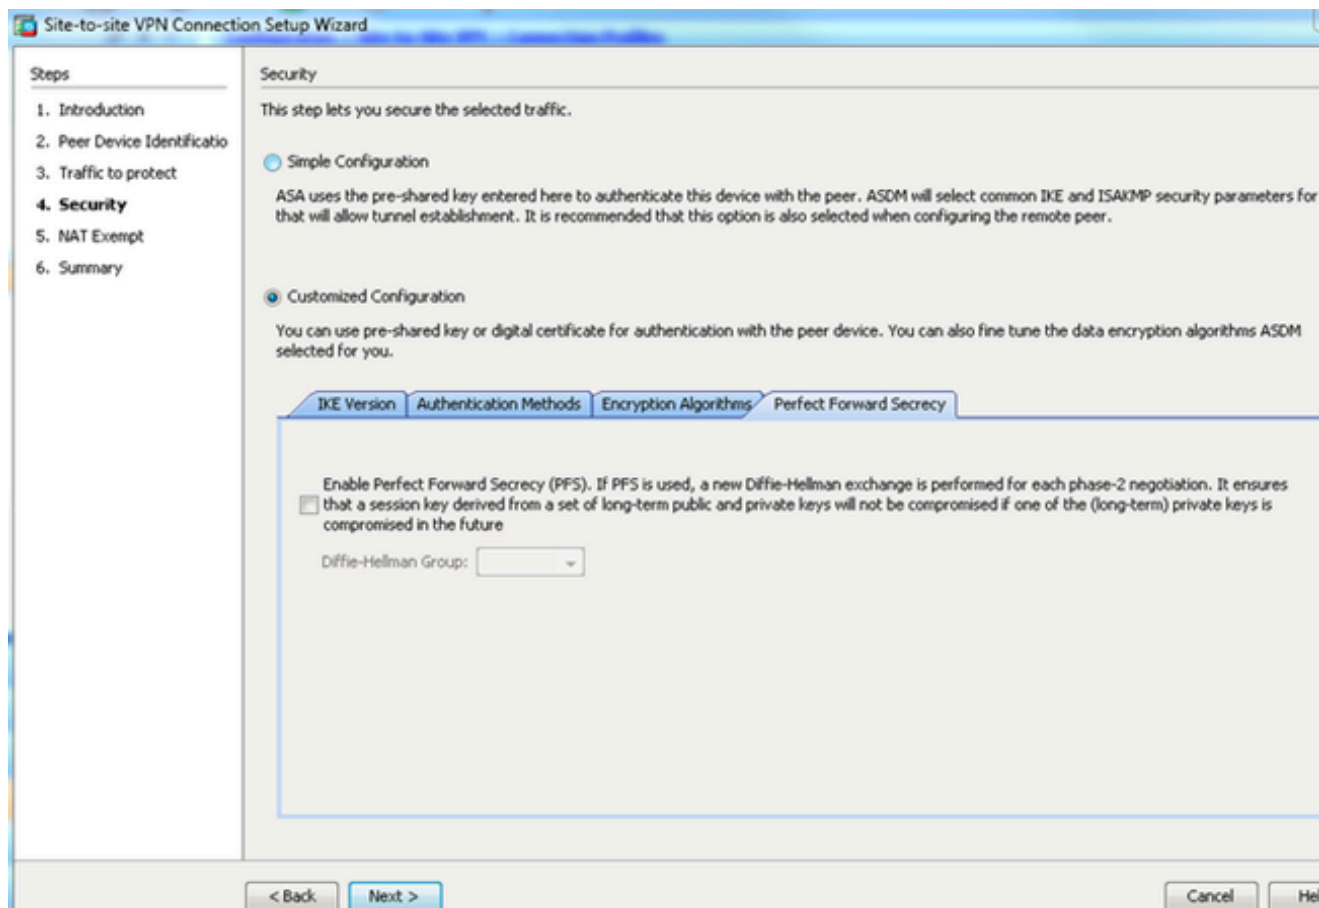 Site-to-site VPN Connection Setup Wizard
Steps
1. Introduction
2. Peer Device Identificatio
3. Traffic to protect
4. Security
5. NAT Exempt
6. Summary
Security
This step lets you secure the selected traffic.
Simple Configuration
ASA uses the pre-shared key entered here to authenticate this device with the peer. ASDM will select common IKE and ISAKMP security parameters for
that will allow tunnel establishment. It is recommended that this option is also selected when configuring the remote peer.
Customized Configuration
You can use pre-shared key or digital certificate for authentication with the peer device. You can also fine tune the data encryption algorithms ASDM
selected for you.
IKE Version
Authentication Methods
Encryption Algorithms
Perfect Forward Secrecy
Enable Perfect Forward Secrecy (PFS). If PFS is used, a new Diffie-Hellman exchange is performed for each phase-2 negotiation. It ensures
that a session key derived from a set of long-term public and private keys will not be compromised if one of the (long-term) private keys is
compromised in the future
Diffie-Hellman Group:
< Back
Next >
Cancel
Hel